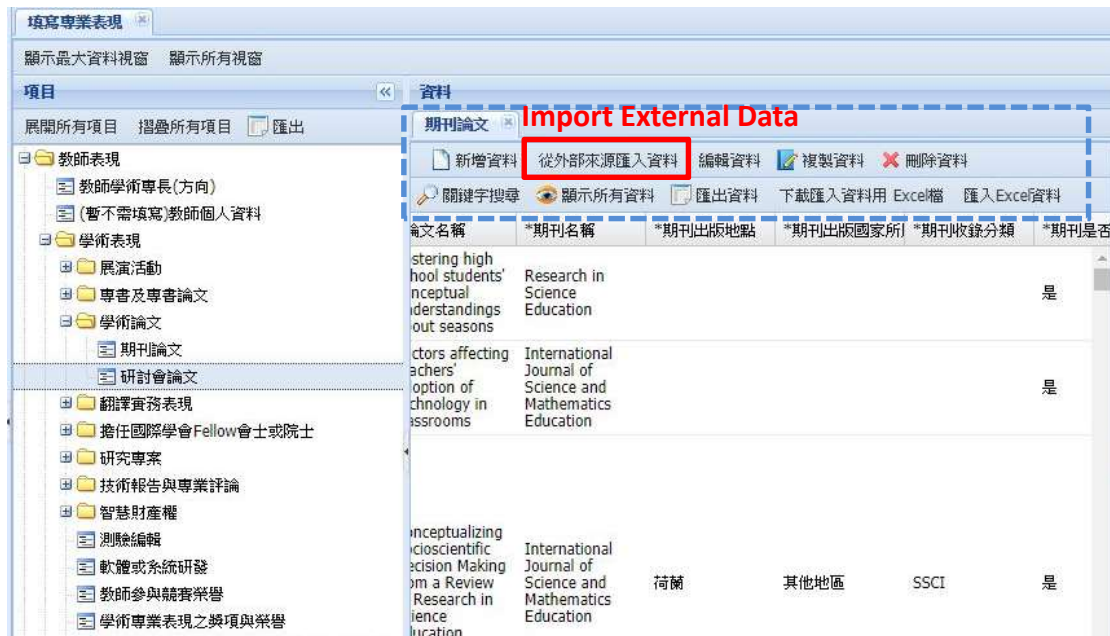 填寫專業表現
顯示最大資料視窗 顯示所有視窗
項目
展開所有項目 摺疊所有項目 匯出
教師表現
教師學術專長(方向)
(暫不需填寫)教師個人資料
學術表現
展演活動
專書及專書論文
學術論文
期刊論文
研討會論文
翻譯實務表現
擔任國際學會Fellow會士或院士
研究專案
技術報告與專業評論
智慧財產權
測驗編輯
軟體或系統研發
教師參與競賽榮譽
學術專業表現之獎項與榮譽
資料
期刊論文 Import External Data
新增資料 從外部來源匯入資料 編輯資料 複製資料 刪除資料
關鍵字搜尋 顯示所有資料 匯出資料 下載匯入資料用 Excel檔 匯入Excel資料
論文名稱 *期刊名稱 *期刊出版地點 *期刊出版國家所 *期刊收錄分類 *期刊是否
stering high
hool students' Research in
nceptual Science
nderstandings Education 是
out seasons
ctors affecting International
achers' Journal of
option of Science and 是
chnology in Mathematics
assrooms Education
nceptualizing
cioscientific International
ecision Making Journal of
om a Review Science and 荷蘭 其他地區 SSCI 是
Research in Mathematics
ience Education
ucation